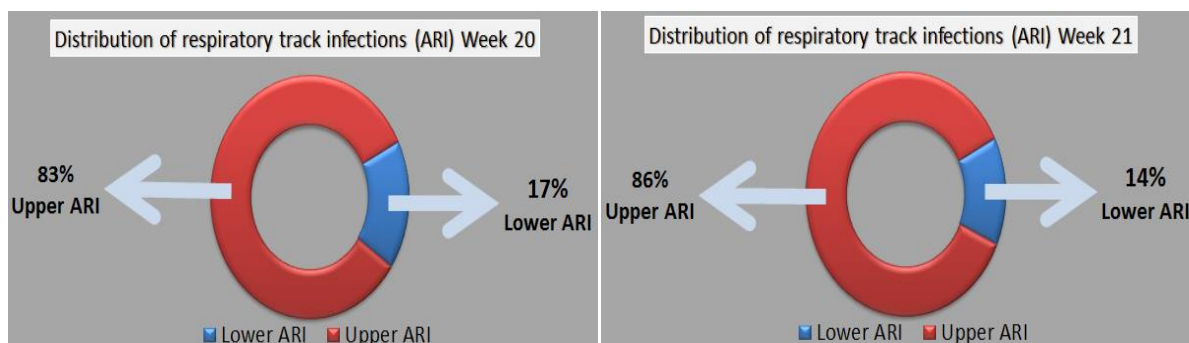 Distribution of respiratory track infections (ARI) Week 20
83%
Upper ARI
17%
Lower ARI
Lower ARI Upper ARI
Distribution of respiratory track infections (ARI) Week 21
86%
Upper ARI
14%
Lower ARI
Lower ARI Upper ARI